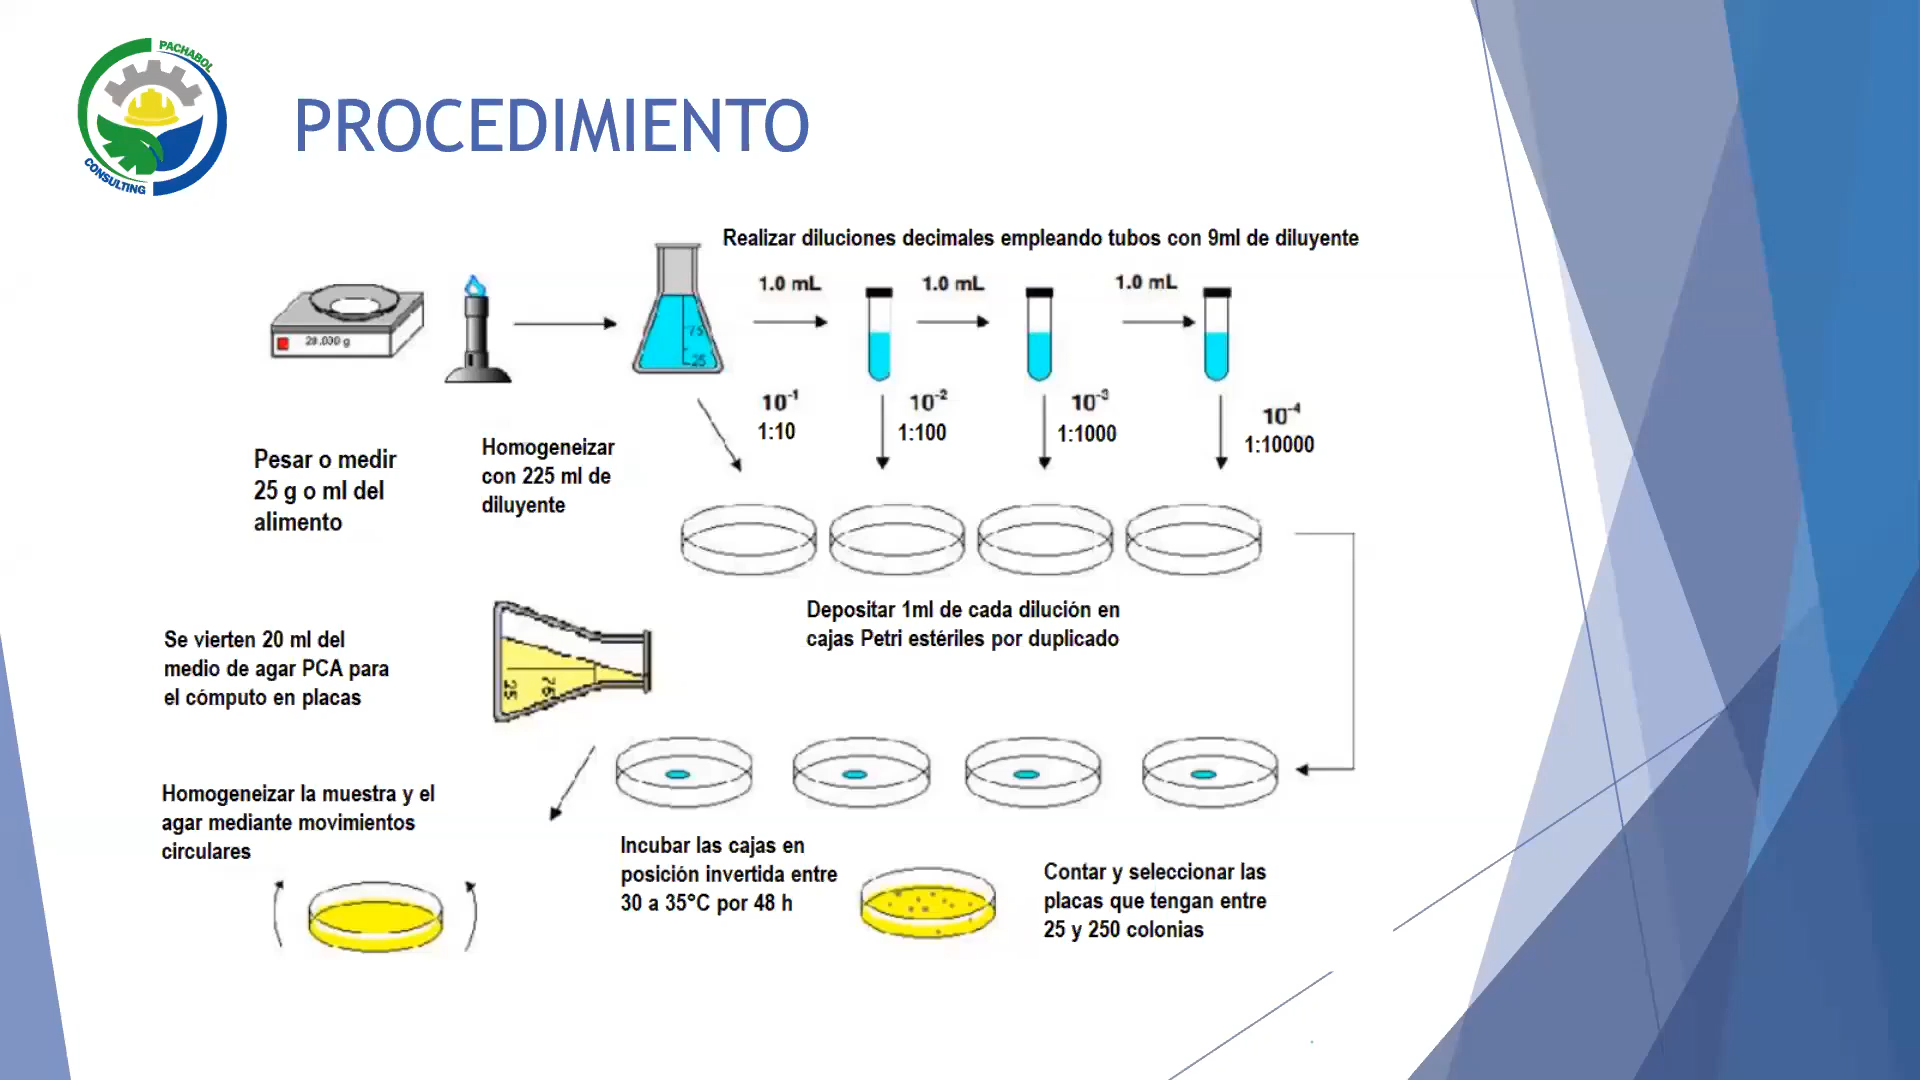 PACHABOL
CONSULTING
PROCEDIMIENTO
Realizar diluciones decimales empleando tubos con 9ml de diluyente
1.0 mL
1.0 mL
1.0 mL
75
25
10⁻¹
1:10
10⁻²
1:100
10⁻³
1:1000
10⁻⁴
1:10000
Pesar o medir
25 g o ml del
alimento
Homogeneizar
con 225 ml de
diluyente
Depositar 1ml de cada dilución en
cajas Petri estériles por duplicado
Se vierten 20 ml del
medio de agar PCA para
el cómputo en placas
25
75
Homogeneizar la muestra y el
agar mediante movimientos
circulares
Incubar las cajas en
posición invertida entre
30 a 35°C por 48 h
Contar y seleccionar las
placas que tengan entre
25 y 250 colonias